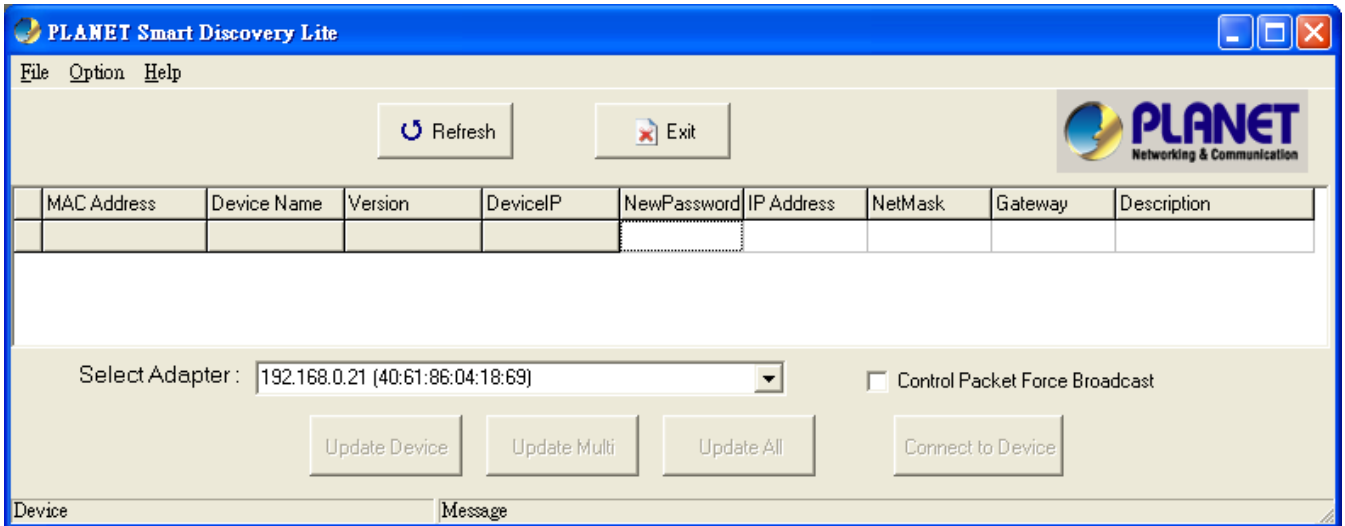 PLANET Smart Discovery Lite
File Option Help
Refresh Exit
PLANET
Networking & Communication
MAC Address Device Name Version DeviceIP NewPassword IP Address NetMask Gateway Description
Select Adapter : 192.168.0.21 (40:61:86:04:18:69) Control Packet Force Broadcast
Update Device Update Multi Update All Connect to Device
Device Message